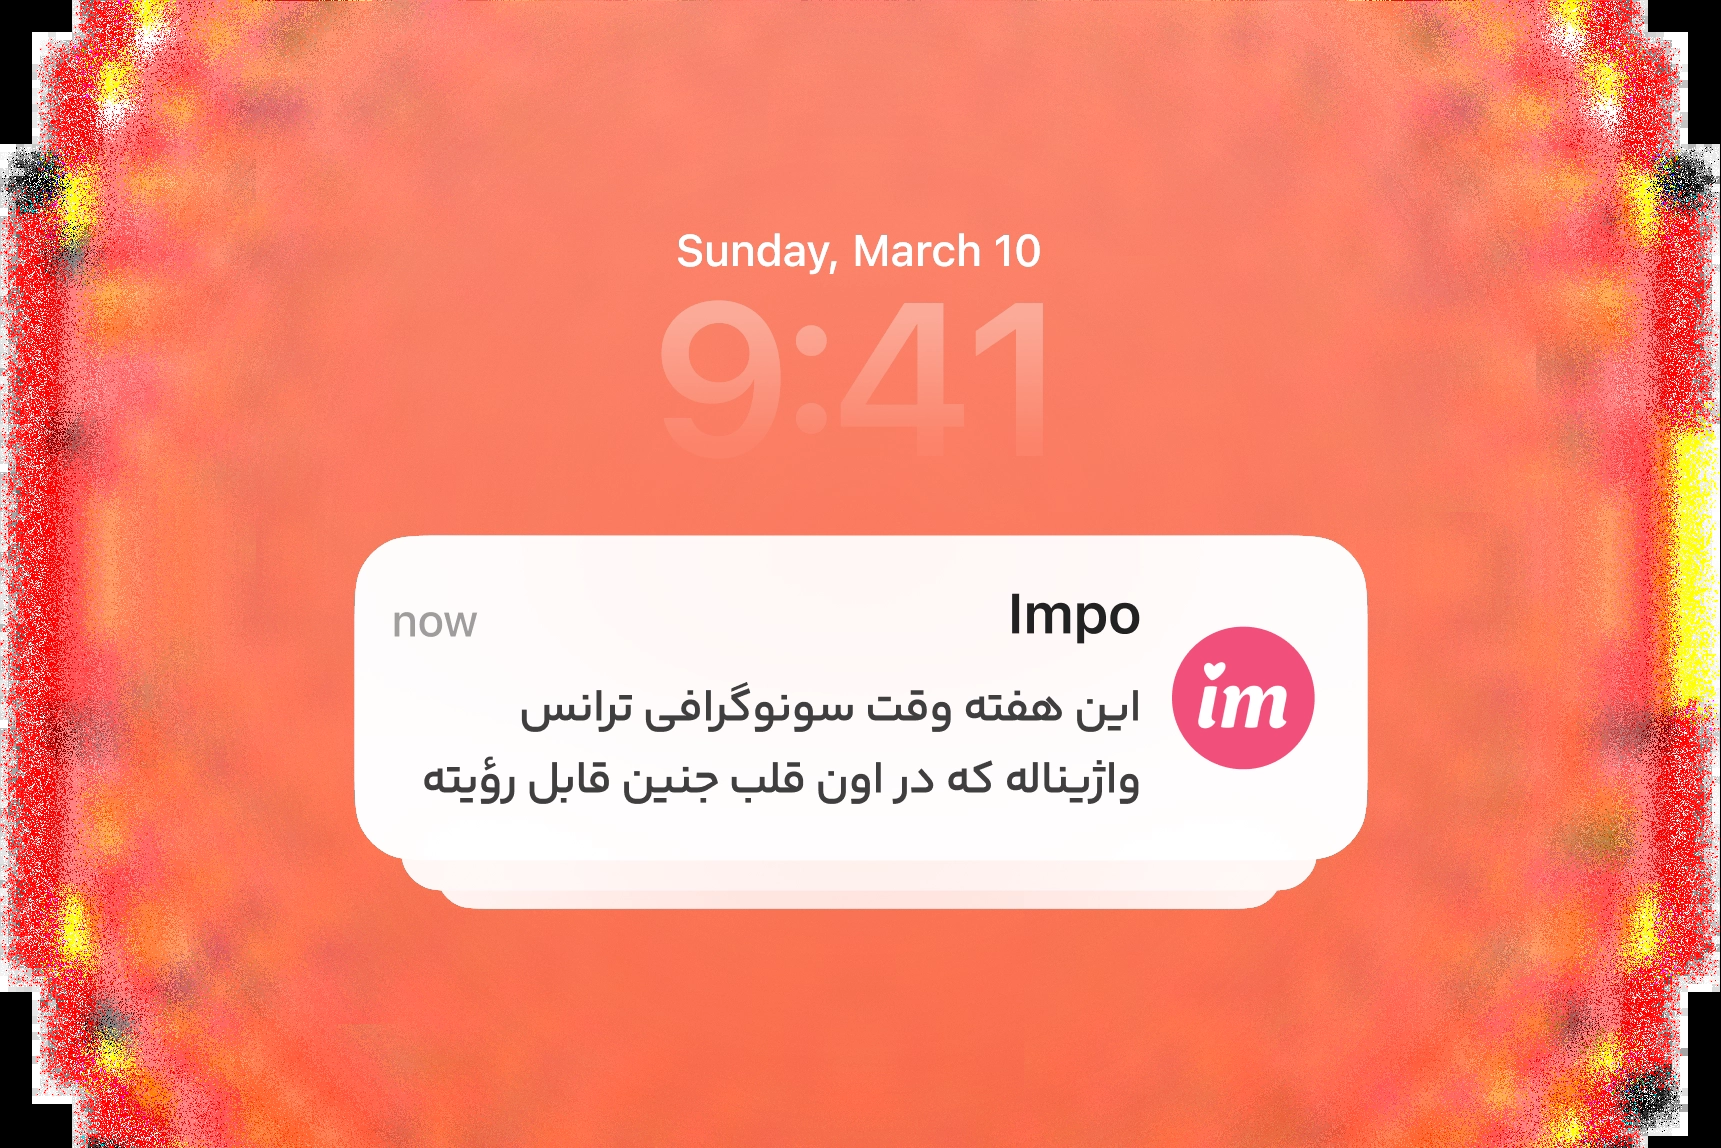 Sunday, March 10
9:41
Impo
now
این هفته وقت سونوگرافی ترانس
واژیناله که در اون قلب جنین قابل رؤیته
im